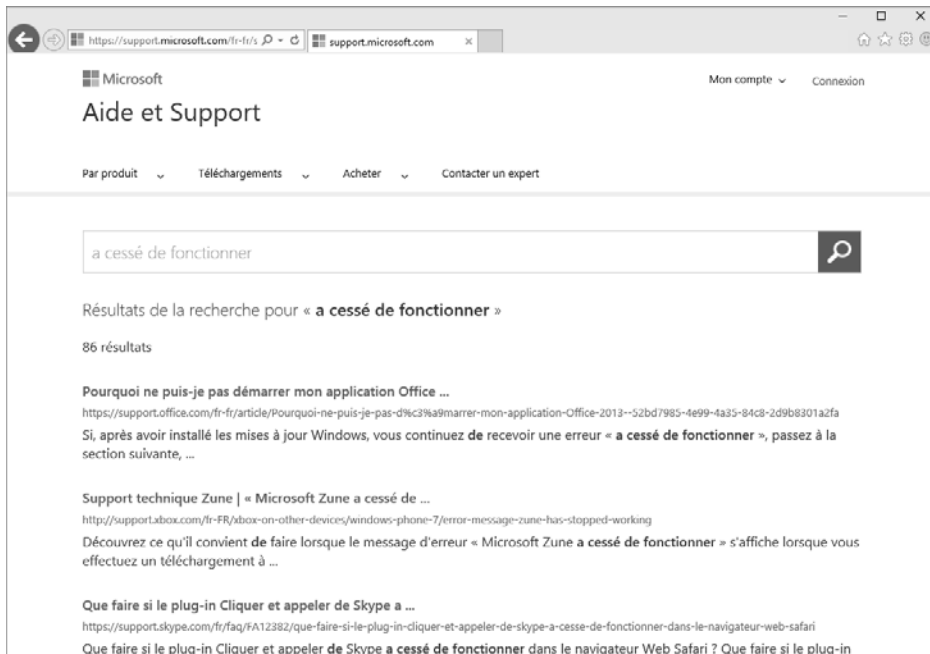 https://support.microsoft.com/fr-fr/s
support.microsoft.com
Microsoft
Mon compte
Connexion
Aide et Support
Par produit
Téléchargements
Acheter
Contacter un expert
a cessé de fonctionner
Résultats de la recherche pour « a cessé de fonctionner »
86 résultats
Pourquoi ne puis-je pas démarrer mon application Office ...
https://support.office.com/fr-fr/article/Pourquoi-ne-puis-je-pas-d%c3%a9marrer-mon-application-Office-2013--52bd7985-4e99-4a35-84c8-2d9b8301a2fa
Si, après avoir installé les mises à jour Windows, vous continuez de recevoir une erreur « a cessé de fonctionner », passez à la
section suivante, ...
Support technique Zune | « Microsoft Zune a cessé de ...
http://support.xbox.com/fr-FR/xbox-on-other-devices/windows-phone-7/error-message-zune-has-stopped-working
Découvrez ce qu'il convient de faire lorsque le message d'erreur « Microsoft Zune a cessé de fonctionner » s'affiche lorsque vous
effectuez un téléchargement à ...
Que faire si le plug-in Cliquer et appeler de Skype a ...
https://support.skype.com/fr/faq/FA12382/que-faire-si-le-plug-in-cliquer-et-appeler-de-skype-a-cesse-de-fonctionner-dans-le-navigateur-web-safari
Que faire si le plug-in Cliquer et appeler de Skype a cessé de fonctionner dans le navigateur Web Safari ? Que faire si le plug-in